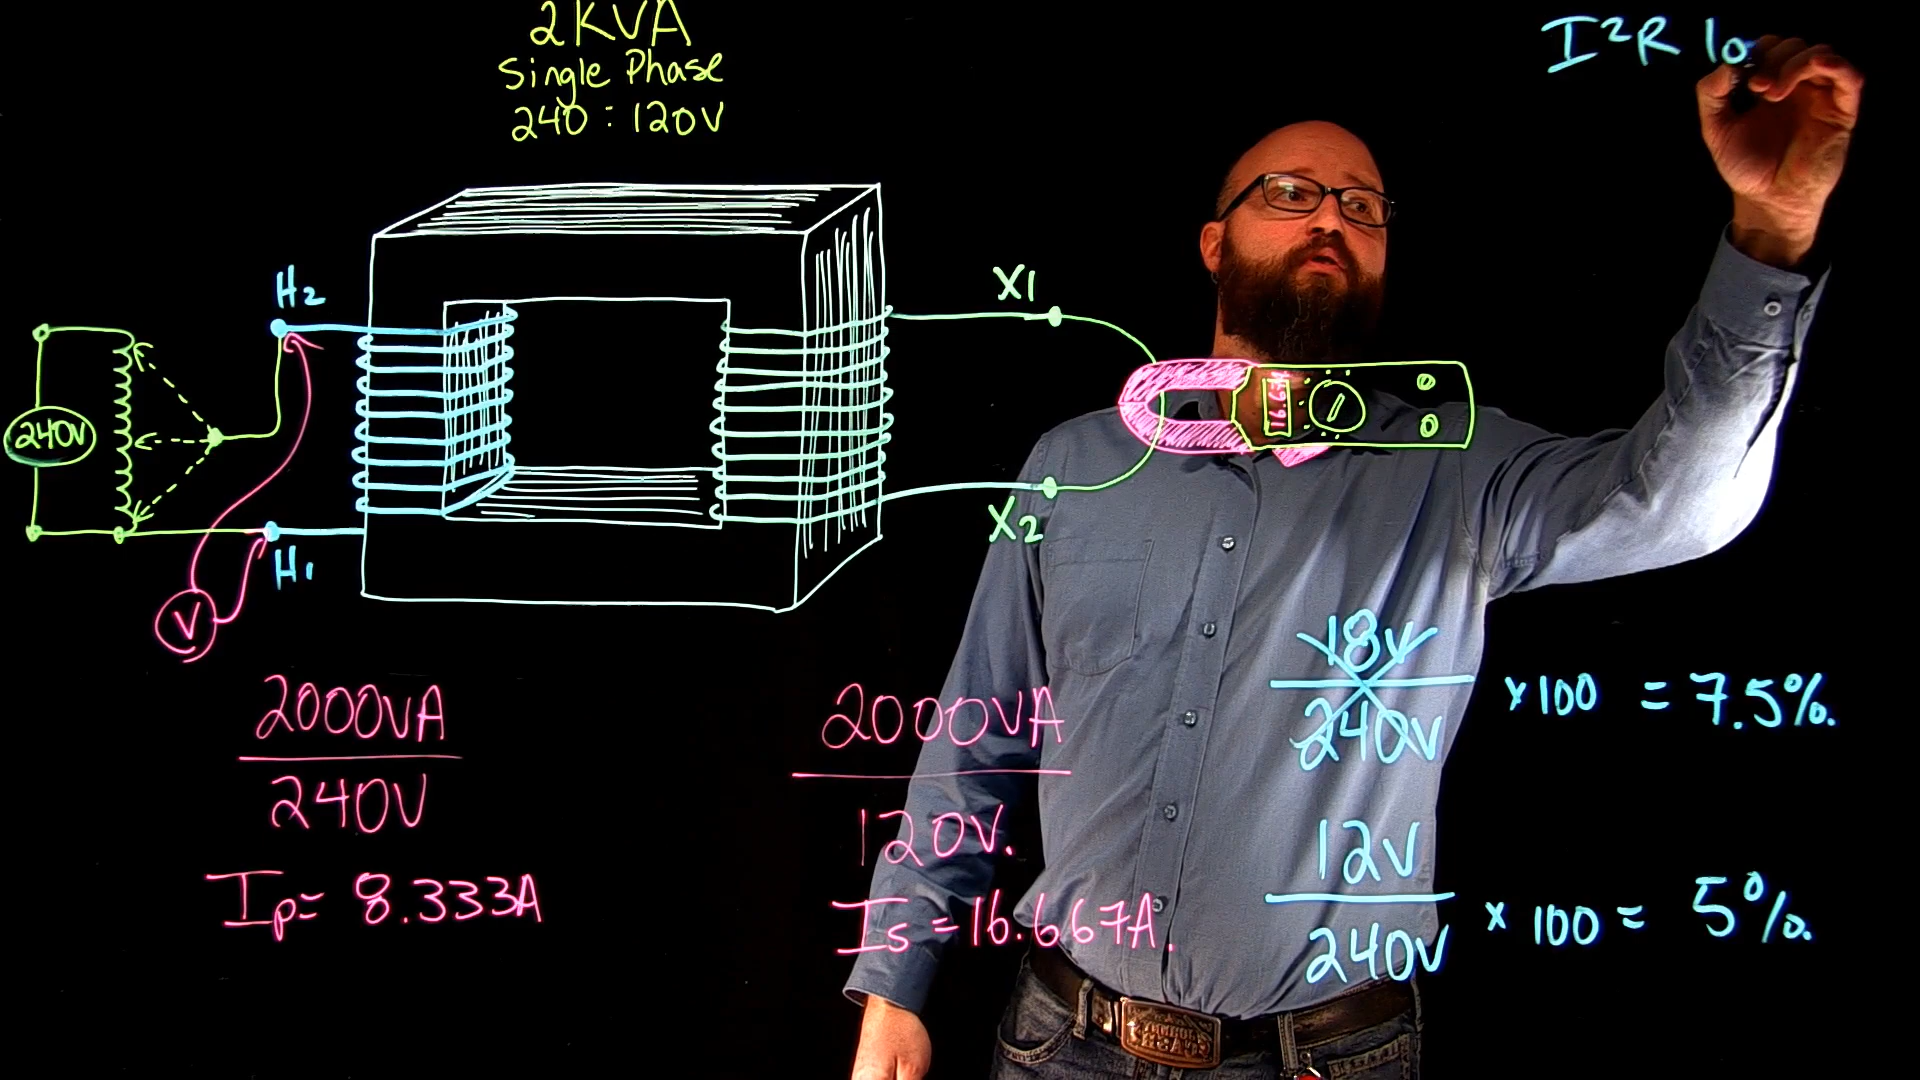 2KVA
Single Phase
240 : 120V
I²R lo
H2
X1
240V
X2
H1
V
2000VA
240V
Ip= 8.333A
2000VA
120V.
Is = 16.667A.
18V
240V
x100 = 7.5%.
12V
240V
x 100 = 5%.